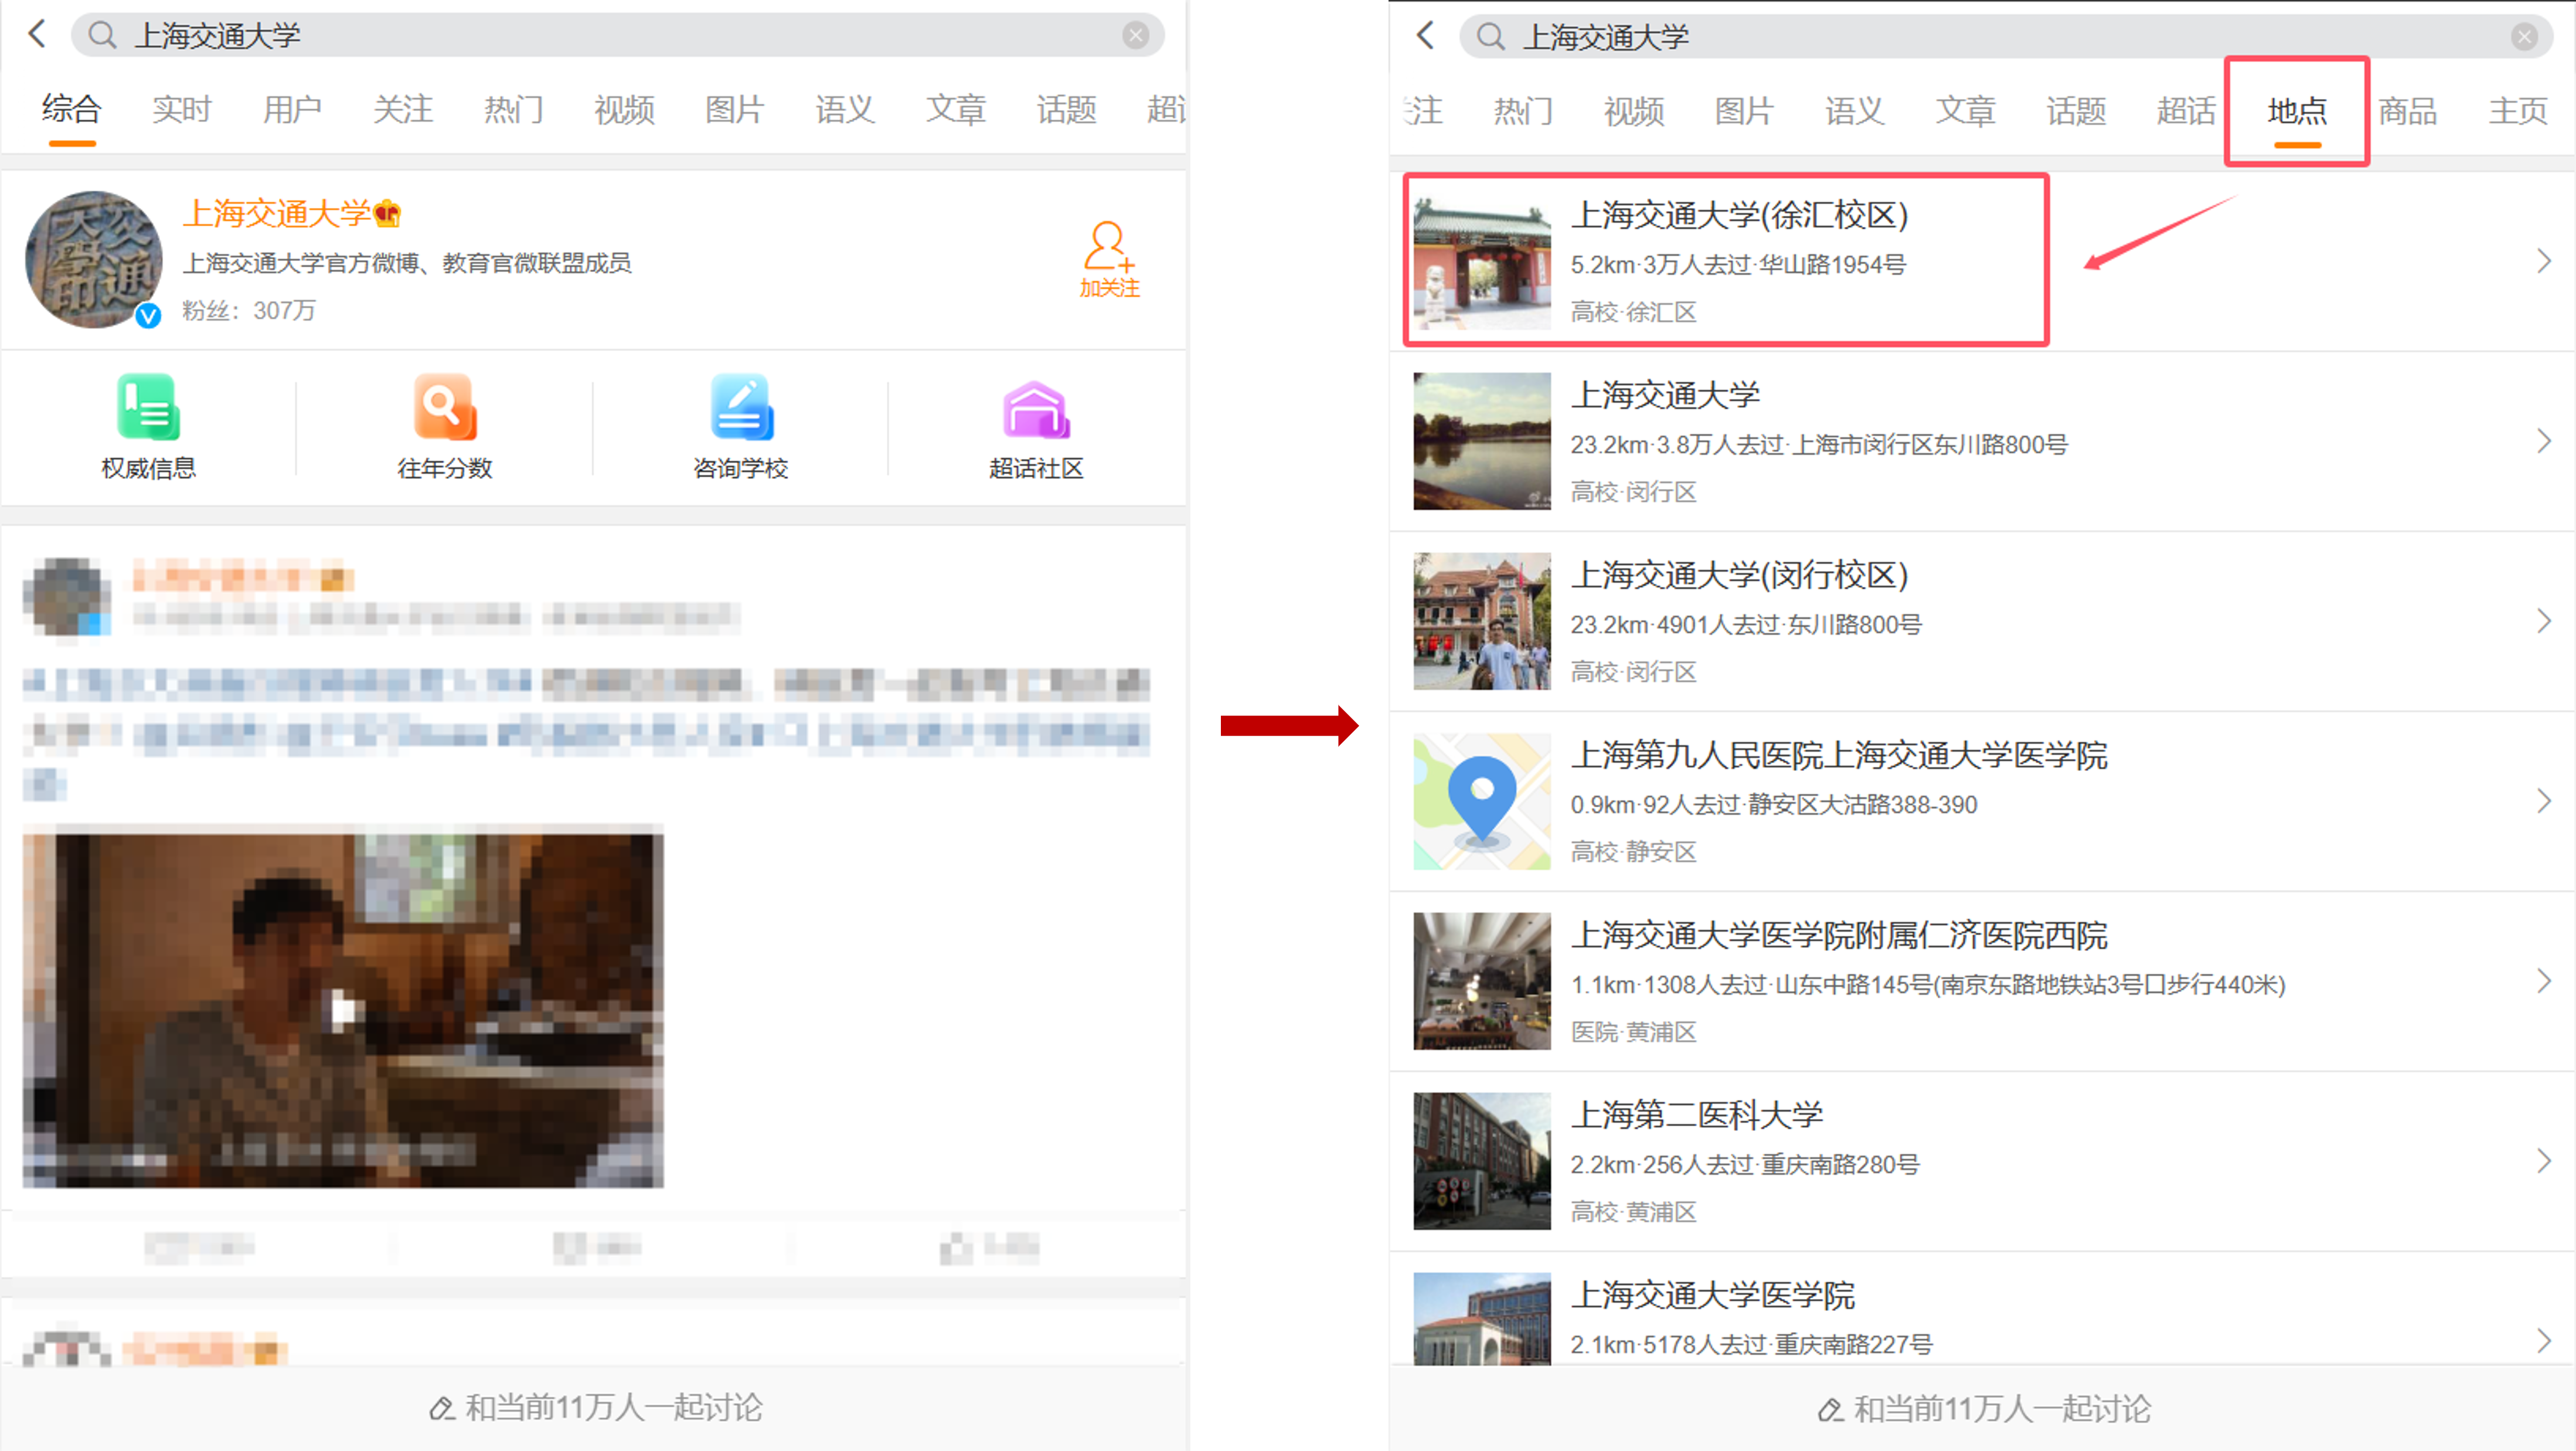 上海交通大学
综合 实时 用户 关注 热门 视频 图片 语义 文章 话题
上海交通大学
上海交通大学官方微博、教育官微联盟成员
粉丝：307万
加关注
权威信息 往年分数 咨询学校 超话社区
和当前11万人一起讨论
上海交通大学
注 热门 视频 图片 语义 文章 话题 超话 地点 商品 主页
上海交通大学(徐汇校区)
5.2km·3万人去过·华山路1954号
高校·徐汇区
上海交通大学
23.2km·3.8万人去过·上海市闵行区东川路800号
高校·闵行区
上海交通大学(闵行校区)
23.2km·4901人去过·东川路800号
高校·闵行区
上海第九人民医院上海交通大学医学院
0.9km·92人去过·静安区大沽路388-390
高校·静安区
上海交通大学医学院附属仁济医院西院
1.1km·1308人去过·山东中路145号(南京东路地铁站3号口步行440米)
医院·黄浦区
上海第二医科大学
2.2km·256人去过·重庆南路280号
高校·黄浦区
上海交通大学医学院
2.1km·5178人去过·重庆南路227号
和当前11万人一起讨论